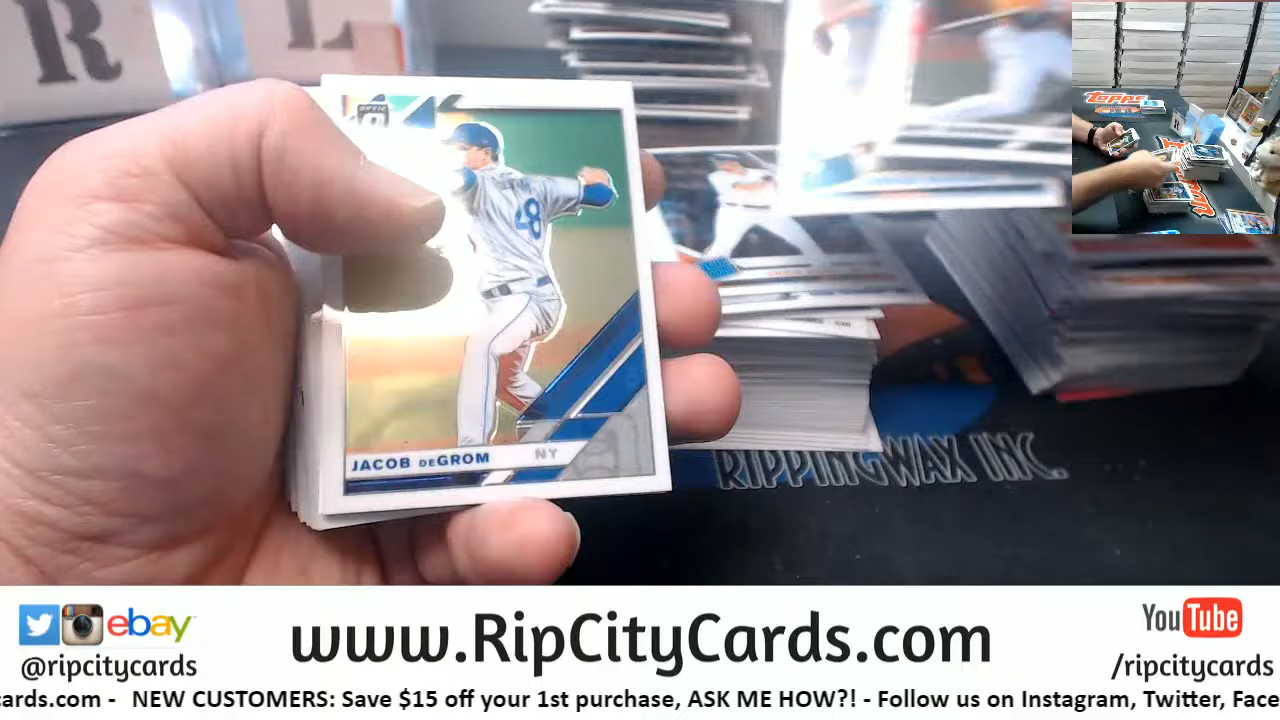 R
L
OPTIC
48
JACOB DEGROM NY
Topps
RIPPINGWAX INC.
ebay
@ripcitycards
www.RipCityCards.com
YouTube
/ripcitycards
cards.com - NEW CUSTOMERS: Save $15 off your 1st purchase, ASK ME HOW?! - Follow us on Instagram, Twitter, Face